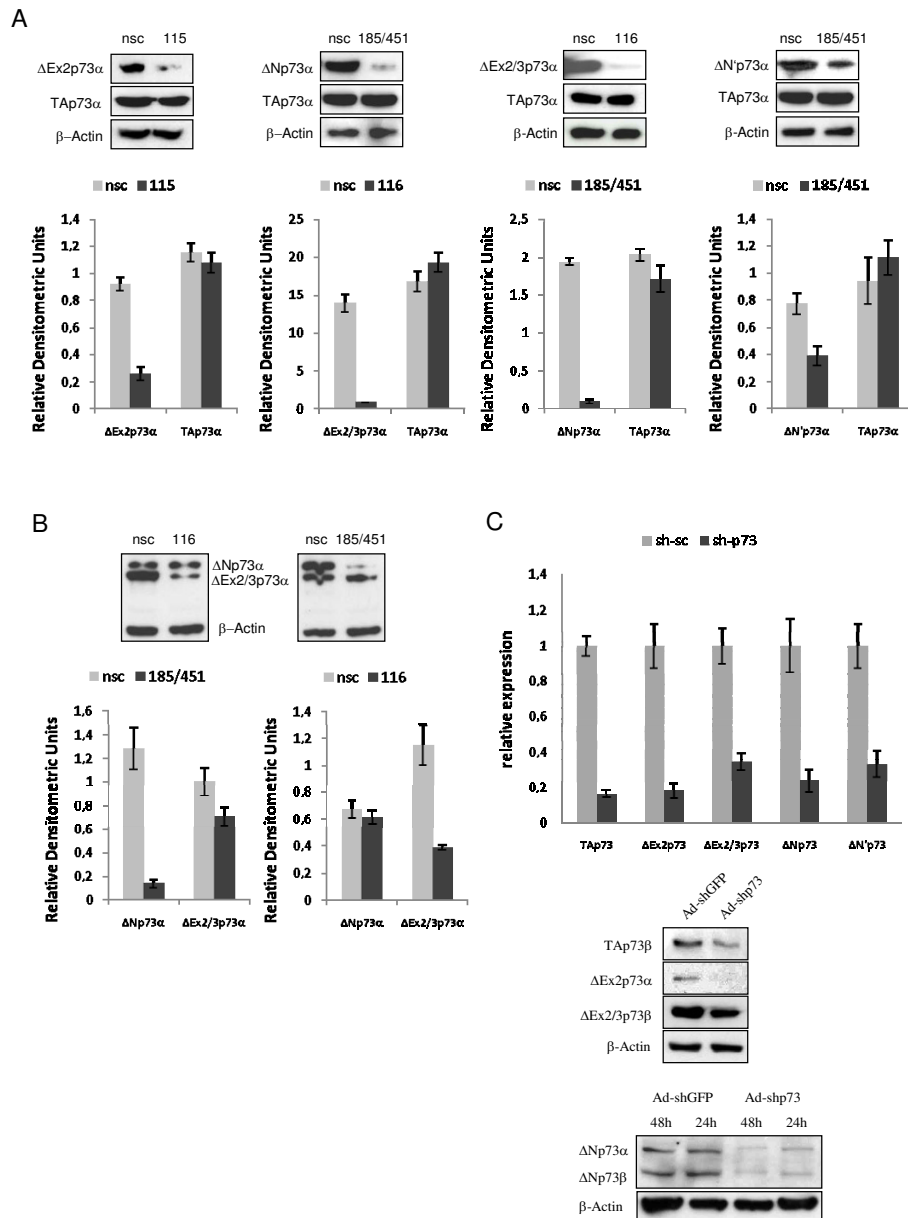 A
nsc 115
ΔEx2p73α
TAp73α
β-Actin
nsc 185/451
ΔNp73α
TAp73α
β-Actin
nsc 116
ΔEx2/3p73α
TAp73α
β-Actin
nsc 185/451
ΔN'p73α
TAp73α
β-Actin
nsc 115
Relative Densitometric Units
1,4
1,2
1
0,8
0,6
0,4
0,2
0
ΔEx2p73α TAp73α
nsc 116
Relative Densitometric Units
25
20
15
10
5
0
ΔEx2/3p73α TAp73α
nsc 185/451
Relative Densitometric Units
2,5
2
1,5
1
0,5
0
ΔNp73α TAp73α
nsc 185/451
Relative Densitometric Units
1,4
1,2
1
0,8
0,6
0,4
0,2
0
ΔN'p73α TAp73α
B
nsc 116
ΔNp73α
ΔEx2/3p73α
β-Actin
nsc 185/451
nsc 185/451
Relative Densitometric Units
1,6
1,4
1,2
1
0,8
0,6
0,4
0,2
0
ΔNp73α ΔEx2/3p73α
nsc 116
Relative Densitometric Units
1,4
1,2
1
0,8
0,6
0,4
0,2
0
ΔNp73α ΔEx2/3p73α
C
sh-sc sh-p73
relative expression
1,4
1,2
1
0,8
0,6
0,4
0,2
0
TAp73 ΔEx2p73 ΔEx2/3p73 ΔNp73 ΔN'p73
Ad-shGFP Ad-shp73
TAp73β
ΔEx2p73α
ΔEx2/3p73β
β-Actin
Ad-shGFP Ad-shp73
48h 24h 48h 24h
ΔNp73α
ΔNp73β
β-Actin